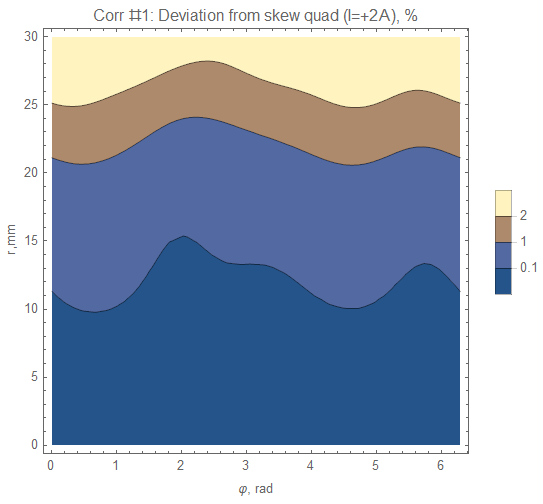 Corr #1: Deviation from skew quad (I=+2A), %
30
25
20
15
10
5
0
r,mm
0 1 2 3 4 5 6
φ, rad
2
1
0.1